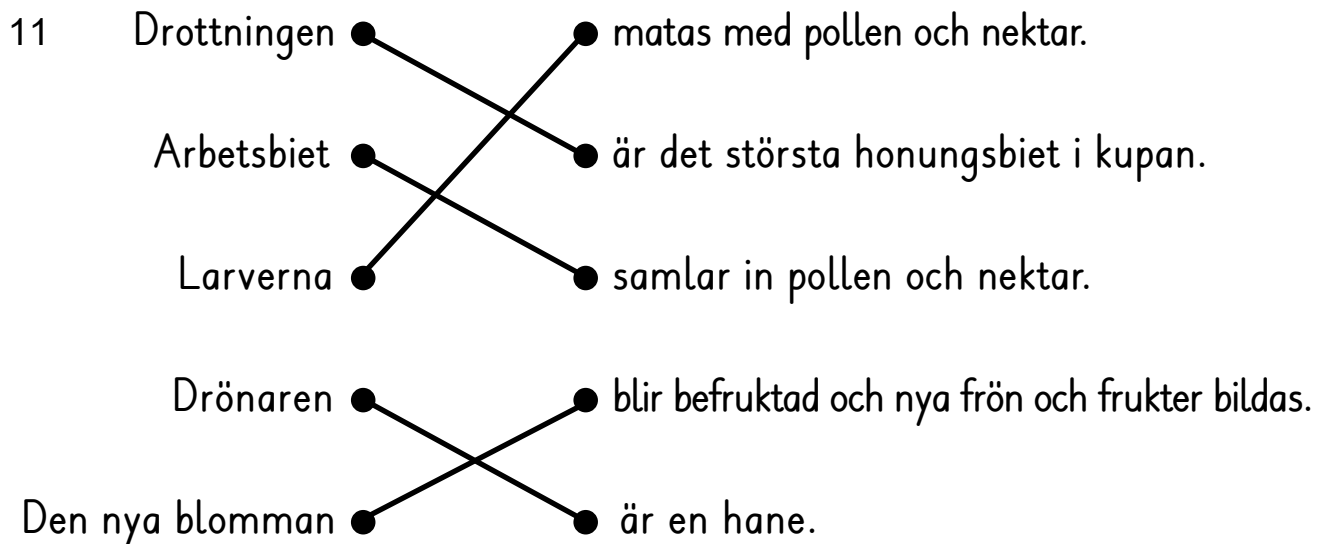 11 Drottningen matas med pollen och nektar.
Arbetsbiet är det största honungsbiet i kupan.
Larverna samlar in pollen och nektar.
Drönaren blir befruktad och nya frön och frukter bildas.
Den nya blomman är en hane.